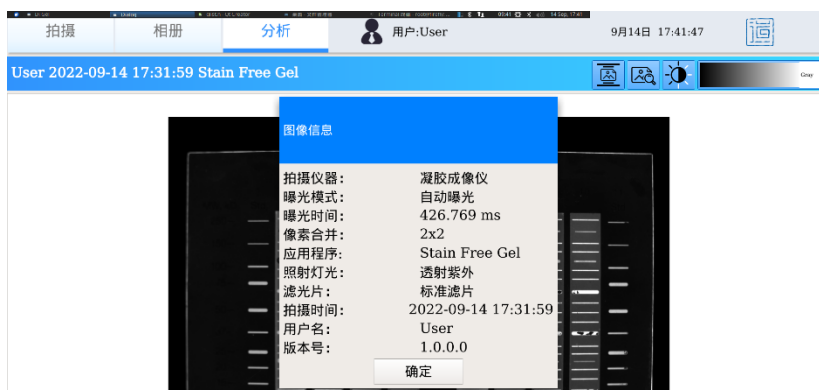 拍摄
相册
分析
用户:User
9月14日 17:41:47
User 2022-09-14 17:31:59 Stain Free Gel
Gray
图像信息
拍摄仪器: 凝胶成像仪
曝光模式: 自动曝光
曝光时间: 426.769 ms
像素合并: 2x2
应用程序: Stain Free Gel
照射灯光: 透射紫外
滤光片: 标准滤片
拍摄时间: 2022-09-14 17:31:59
用户名: User
版本号: 1.0.0.0
确定